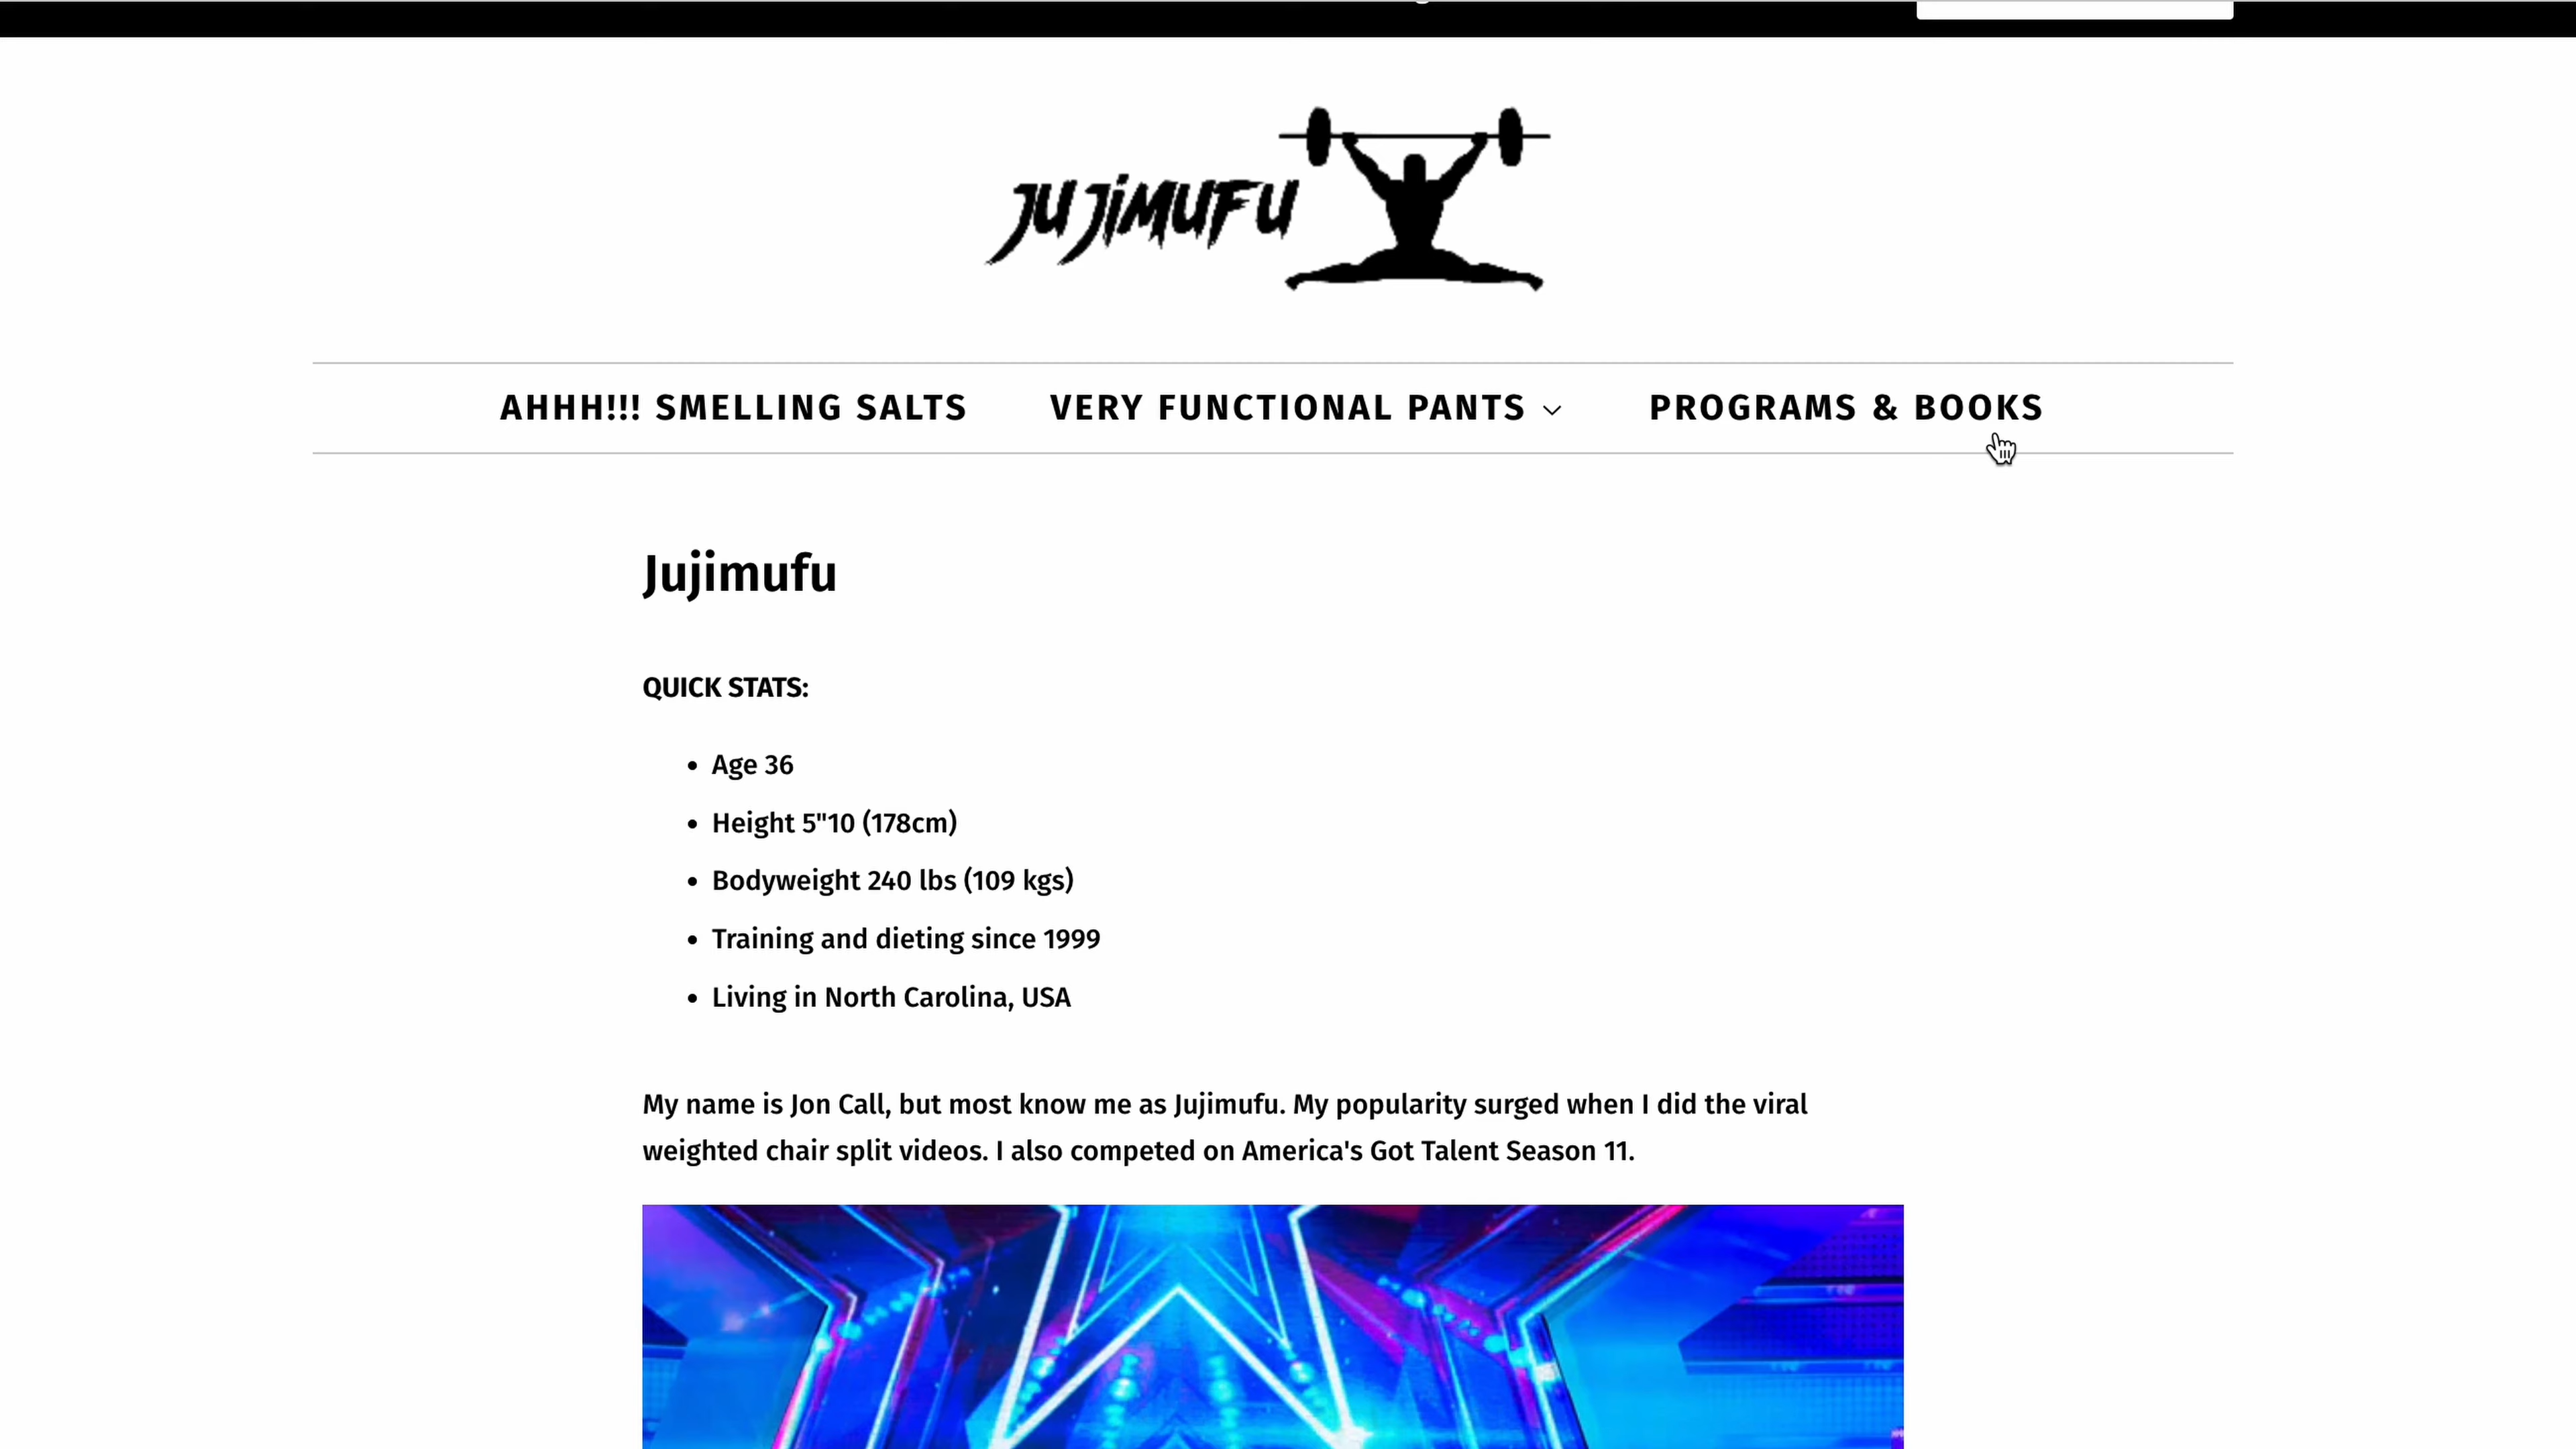 JUJiMUFU
AHHH!!! SMELLING SALTS VERY FUNCTIONAL PANTS PROGRAMS & BOOKS
Jujimufu
QUICK STATS:
• Age 36
• Height 5"10 (178cm)
• Bodyweight 240 lbs (109 kgs)
• Training and dieting since 1999
• Living in North Carolina, USA
My name is Jon Call, but most know me as Jujimufu. My popularity surged when I did the viral
weighted chair split videos. I also competed on America's Got Talent Season 11.